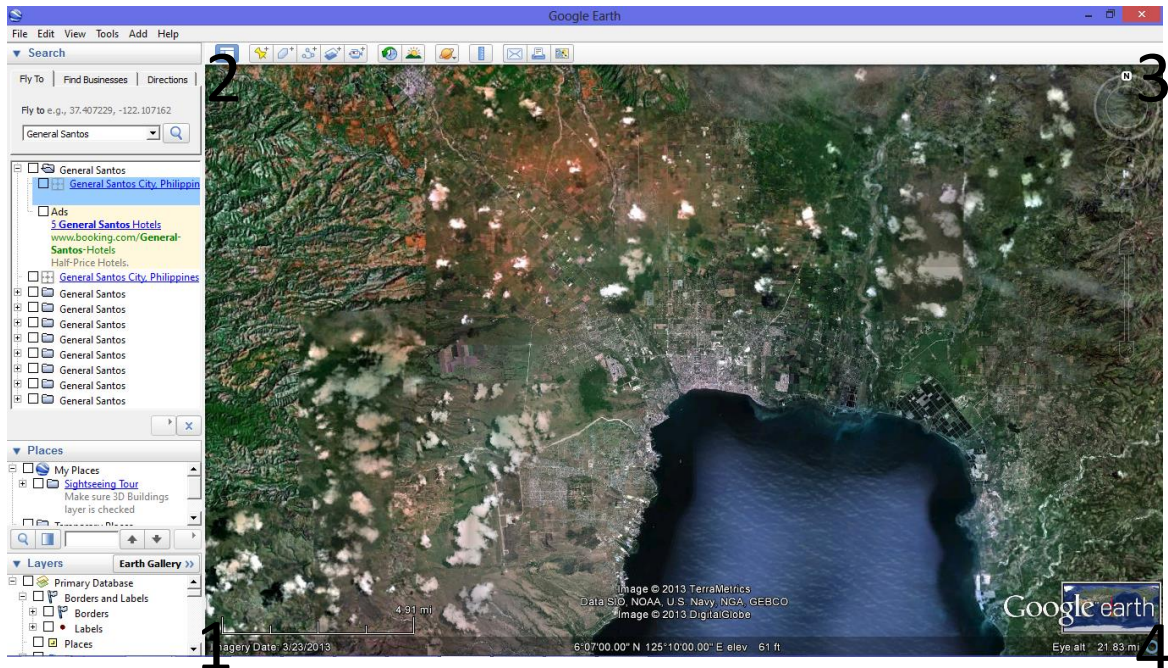 Google Earth
File Edit View Tools Add Help
Search
Fly To Find Businesses Directions
Fly to e.g., 37.407229, -122.107162
General Santos
General Santos
General Santos City, Philippin
Ads
5 General Santos Hotels
www.booking.com/General-
Santos-Hotels
Half-Price Hotels.
General Santos City, Philippines
General Santos
General Santos
General Santos
General Santos
General Santos
General Santos
General Santos
General Santos
Places
My Places
Sightseeing Tour
Make sure 3D Buildings
layer is checked
Temporary Places
Layers Earth Gallery >>
Primary Database
Borders and Labels
Borders
Labels
Places
2
3
N
4.91 mi
Image © 2013 TerraMetrics
Data SIO, NOAA, U.S. Navy, NGA, GEBCO
Image © 2013 DigitalGlobe
Google earth
1
Imagery Date: 3/23/2013 6°07'00.00" N 125°10'00.00" E elev 61 ft Eye alt 21.83 mi
4